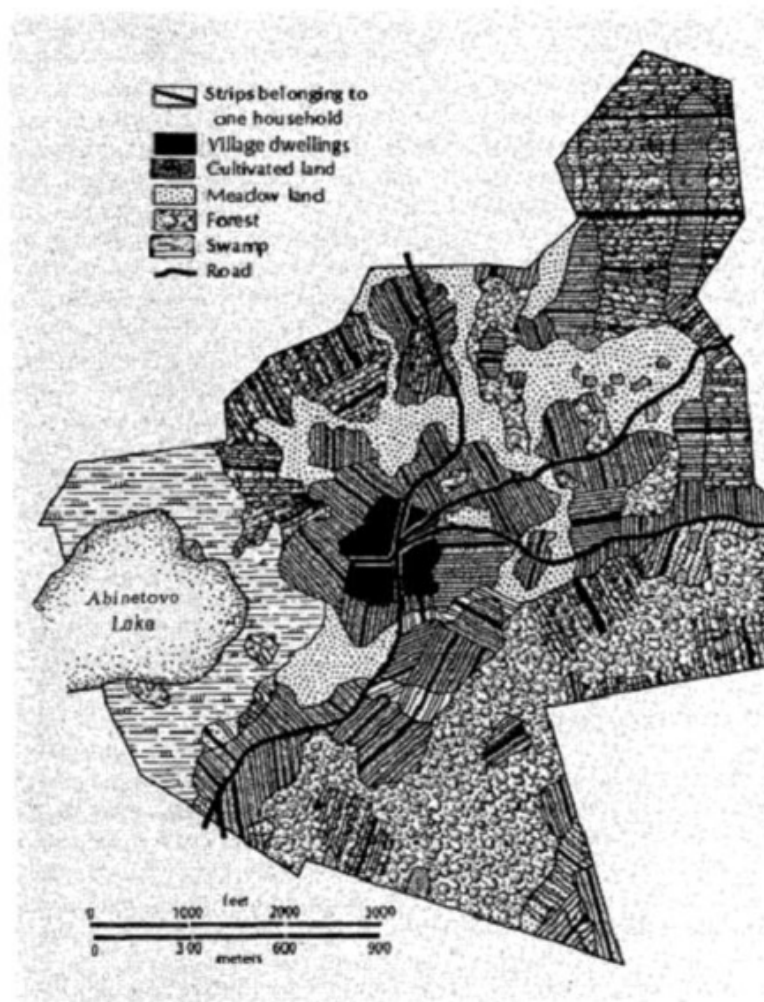 Strips belonging to
one household
Village dwellings
Cultivated land
Meadow land
Forest
Swamp
Road
Abinetovo
Lake
feet
0 1000 2000 3000
0 300 600 900
meters